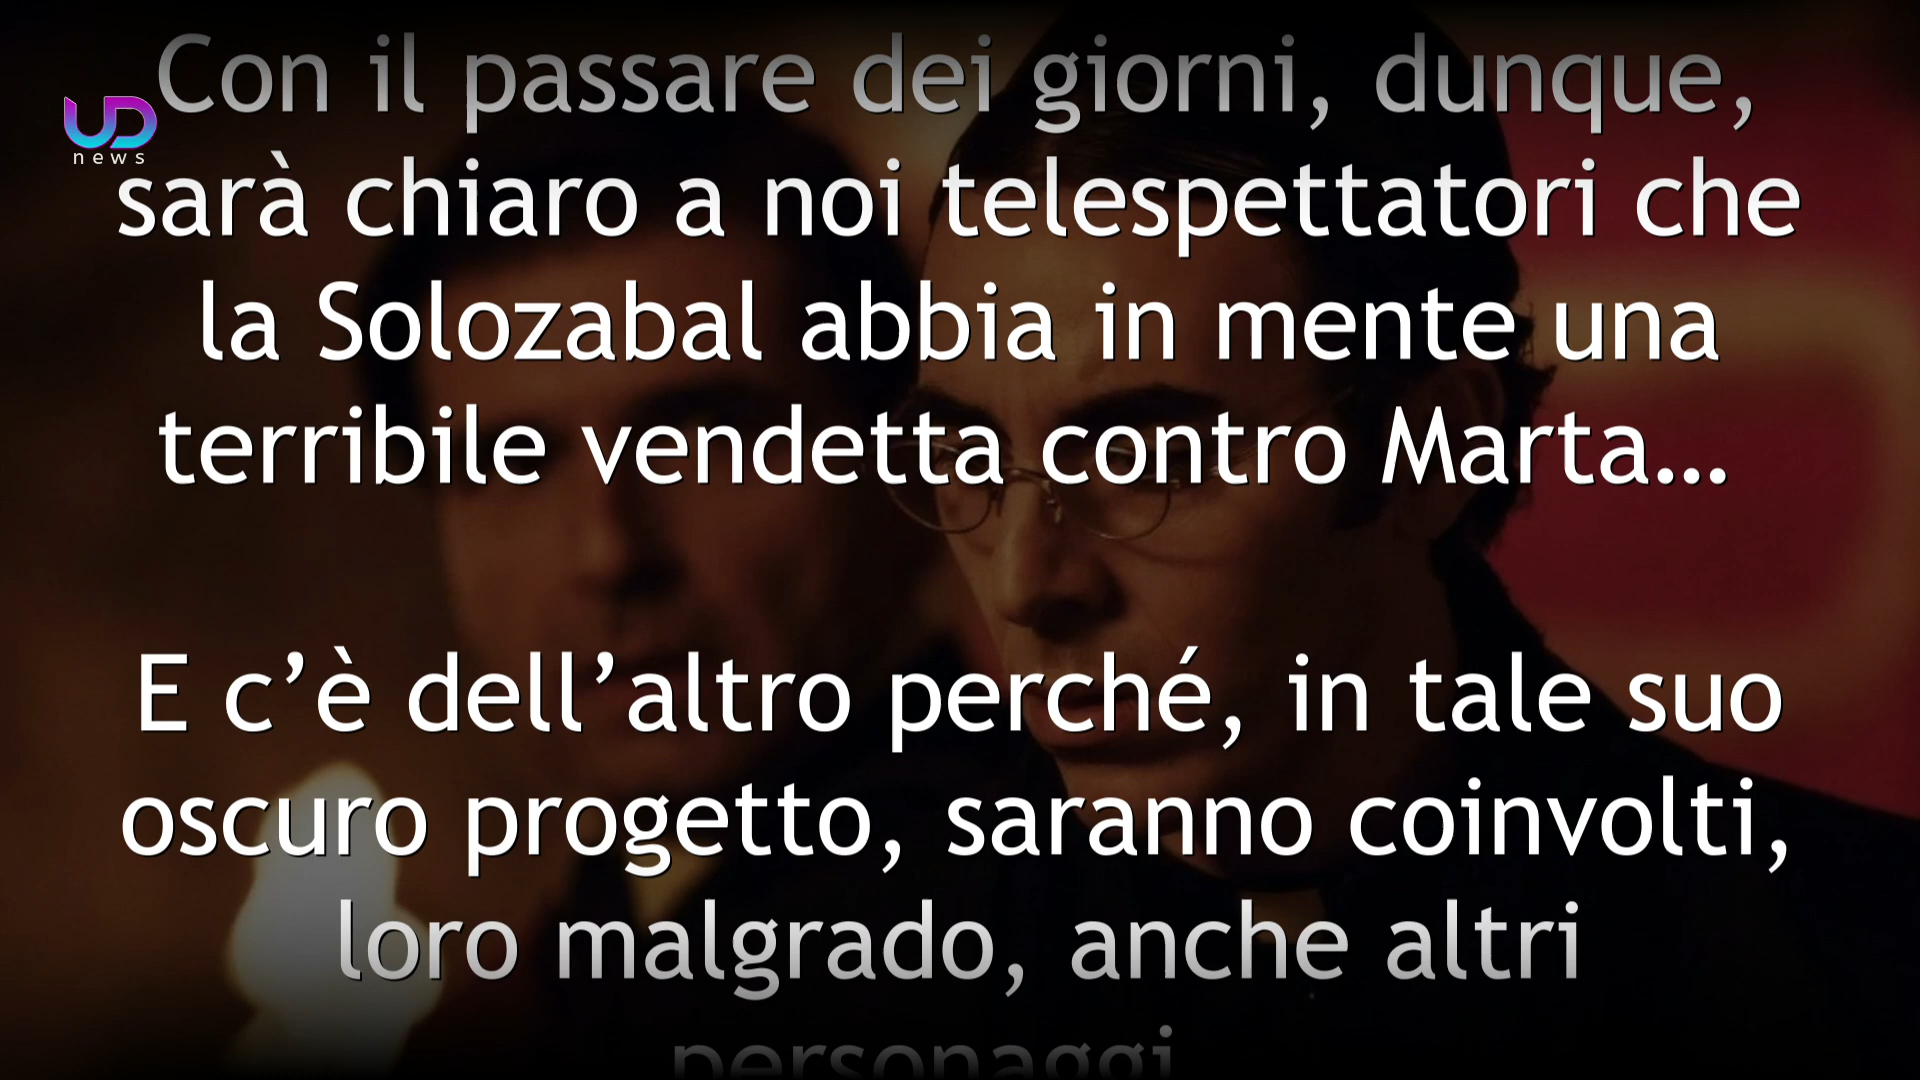 Con il passare dei giorni, dunque,
UD
news
sarà chiaro a noi telespettatori che
la Solozabal abbia in mente una
terribile vendetta contro Marta...
E c’è dell’altro perché, in tale suo
oscuro progetto, saranno coinvolti,
loro malgrado, anche altri
personaggi